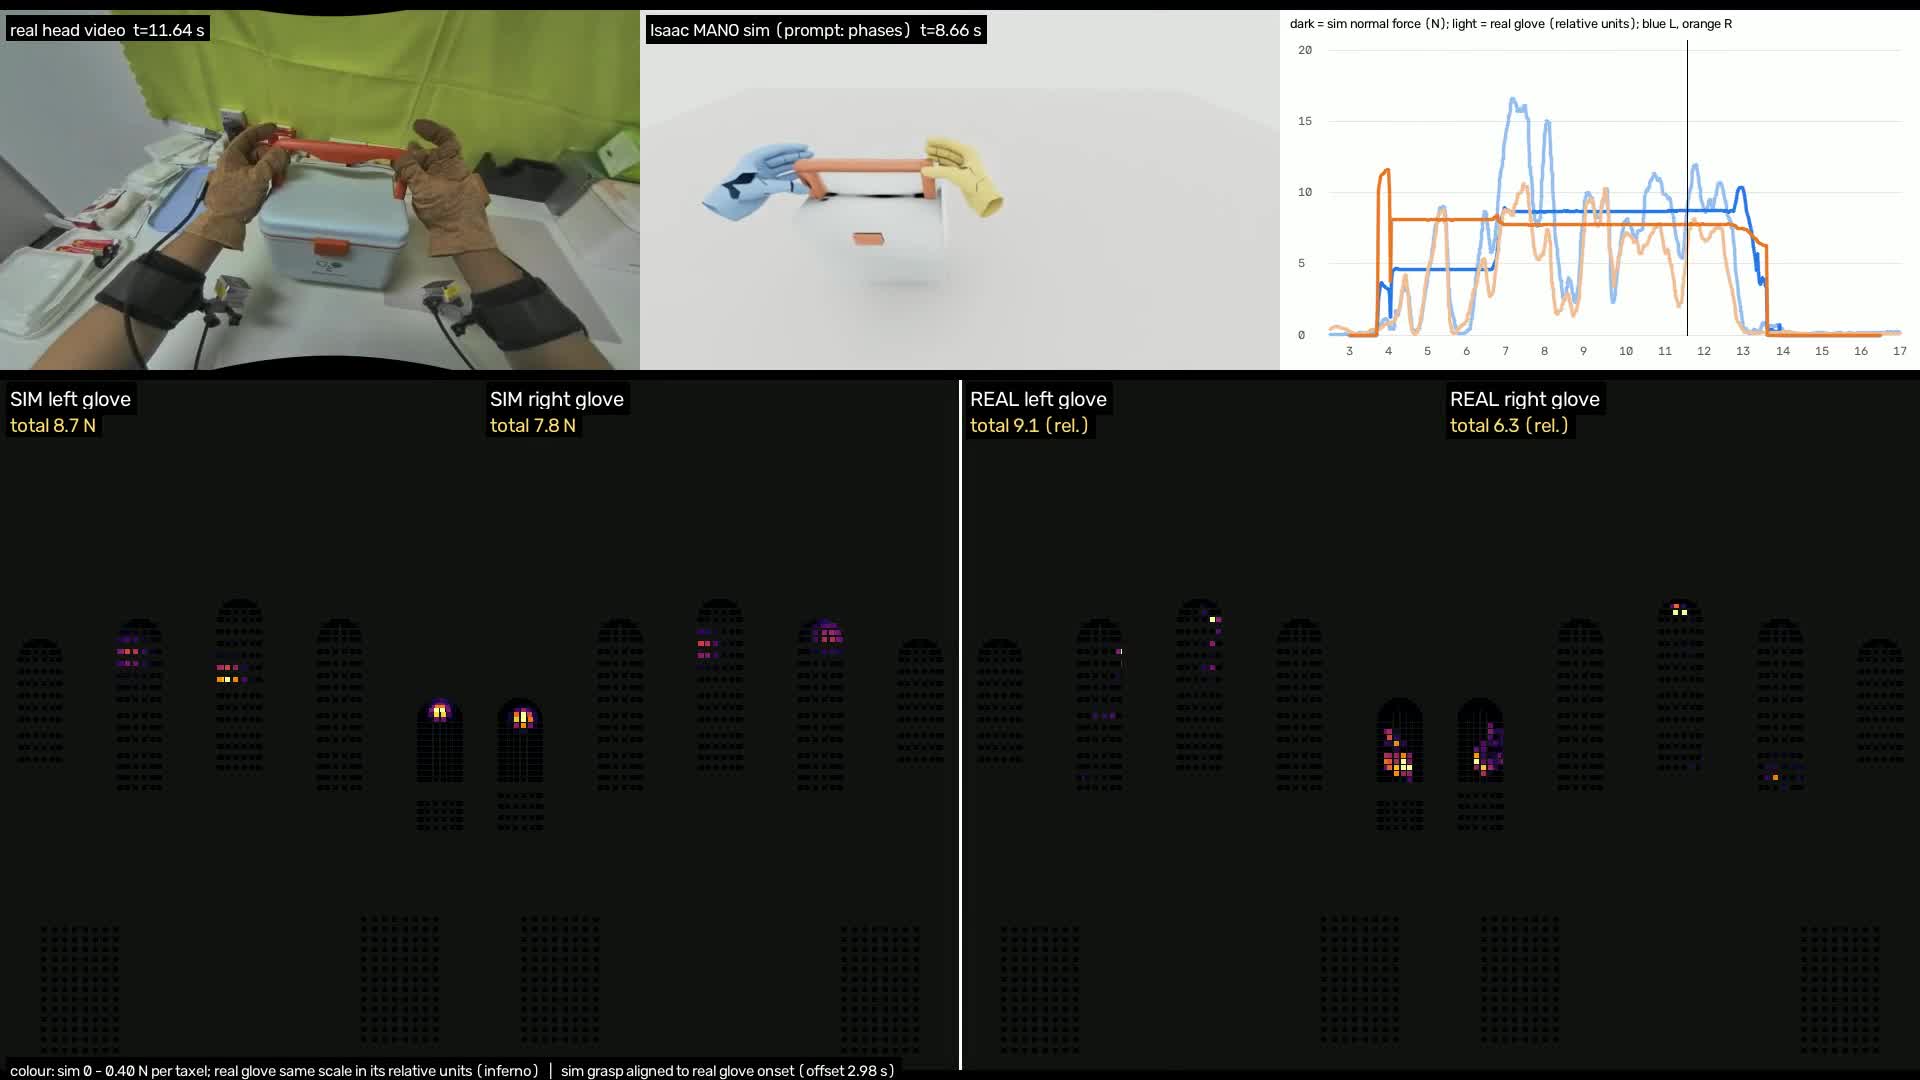 real head video t=11.64 s
Isaac MANO sim (prompt: phases) t=8.66 s
dark = sim normal force (N); light = real glove (relative units); blue L, orange R
20
15
10
5
0
3 4 5 6 7 8 9 10 11 12 13 14 15 16 17
SIM left glove
total 8.7 N
SIM right glove
total 7.8 N
REAL left glove
total 9.1 (rel.)
REAL right glove
total 6.3 (rel.)
colour: sim 0 - 0.40 N per taxel; real glove same scale in its relative units (inferno) | sim grasp aligned to real glove onset (offset 2.98 s)